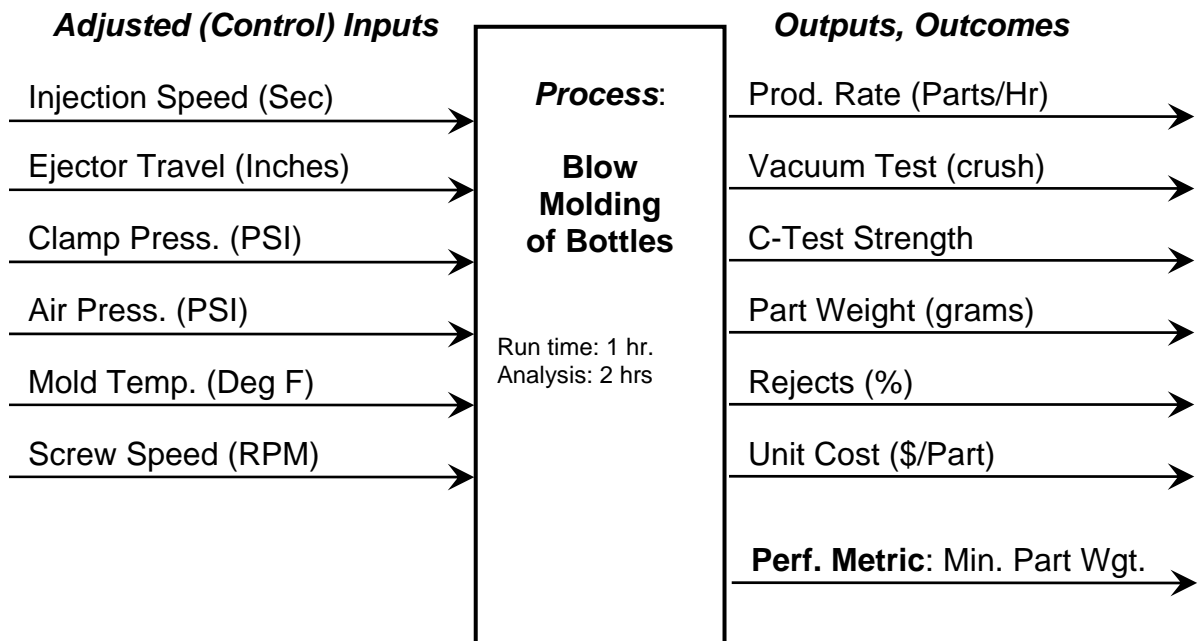 Adjusted (Control) Inputs
Injection Speed (Sec)
Ejector Travel (Inches)
Clamp Press. (PSI)
Air Press. (PSI)
Mold Temp. (Deg F)
Screw Speed (RPM)
Process:
Blow
Molding
of Bottles
Run time: 1 hr.
Analysis: 2 hrs
Outputs, Outcomes
Prod. Rate (Parts/Hr)
Vacuum Test (crush)
C-Test Strength
Part Weight (grams)
Rejects (%)
Unit Cost ($/Part)
Perf. Metric: Min. Part Wgt.